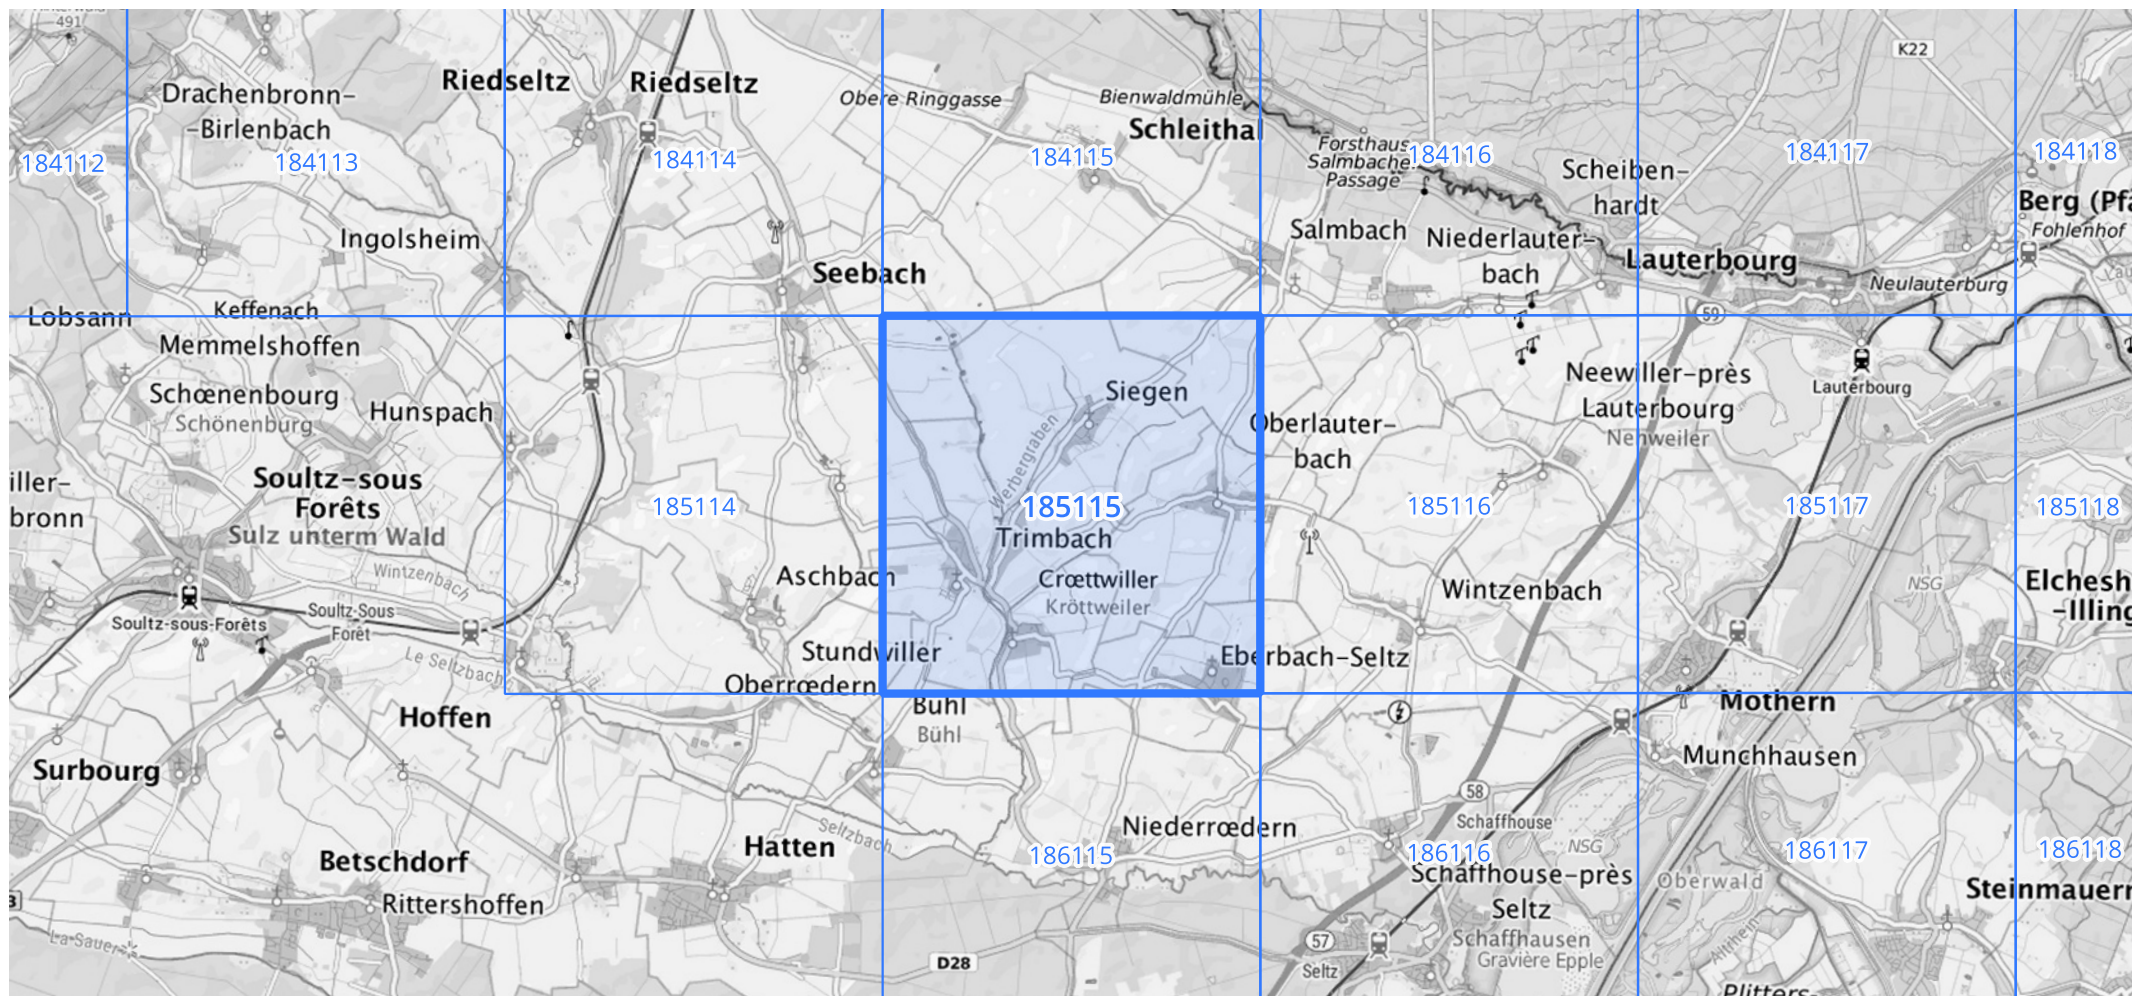 491
K22
Riedseltz
Riedseltz
Drachenbronn-
-Birlenbach
Obere Ringgasse
Bienwaldmühle
Schleithal
Forsthaus
Salmbacher
Passage
184112
184113
184114
184115
184116
184117
184118
Scheiben-
hardt
Berg (Pfa
Fohlenhof
Ingolsheim
Salmbach
Niederlauter-
bach
Seebach
Lauterbourg
Neulauterburg
Lobsann
Keffenach
59
Memmelshoffen
Schœnenbourg
Schönenburg
Hunspach
Siegen
Neewiller-près
Lauterbourg
Nenweiler
Lauterbourg
Oberlauter-
bach
iller-
bronn
Soultz-sous
Forêts
Sulz unterm Wald
Werbergraben
185114
185115
185116
185117
185118
Trimbach
Wintzenbach
Aschbach
Crœttwiller
Kröttweiler
Wintzenbach
NSG
Elchesh
-Illing
Soultz-sous-Forêts
Soultz-Sous
Forêt
Le Seltzbach
Stundwiller
Eberbach-Seltz
Oberrœdern
Hoffen
Buhl
Bühl
Mothern
Surbourg
Munchhausen
58
Schaffhouse
Seltzbach
Niederrœdern
Hatten
NSG
186115
186116
186117
186118
Betschdorf
Rittershoffen
Schaffhouse-près
Seltz
Schaffhausen
Gravière Epple
Oberwald
Steinmauern
3
La Sauer
D28
57
Seltz
Altrhein
Plitters-